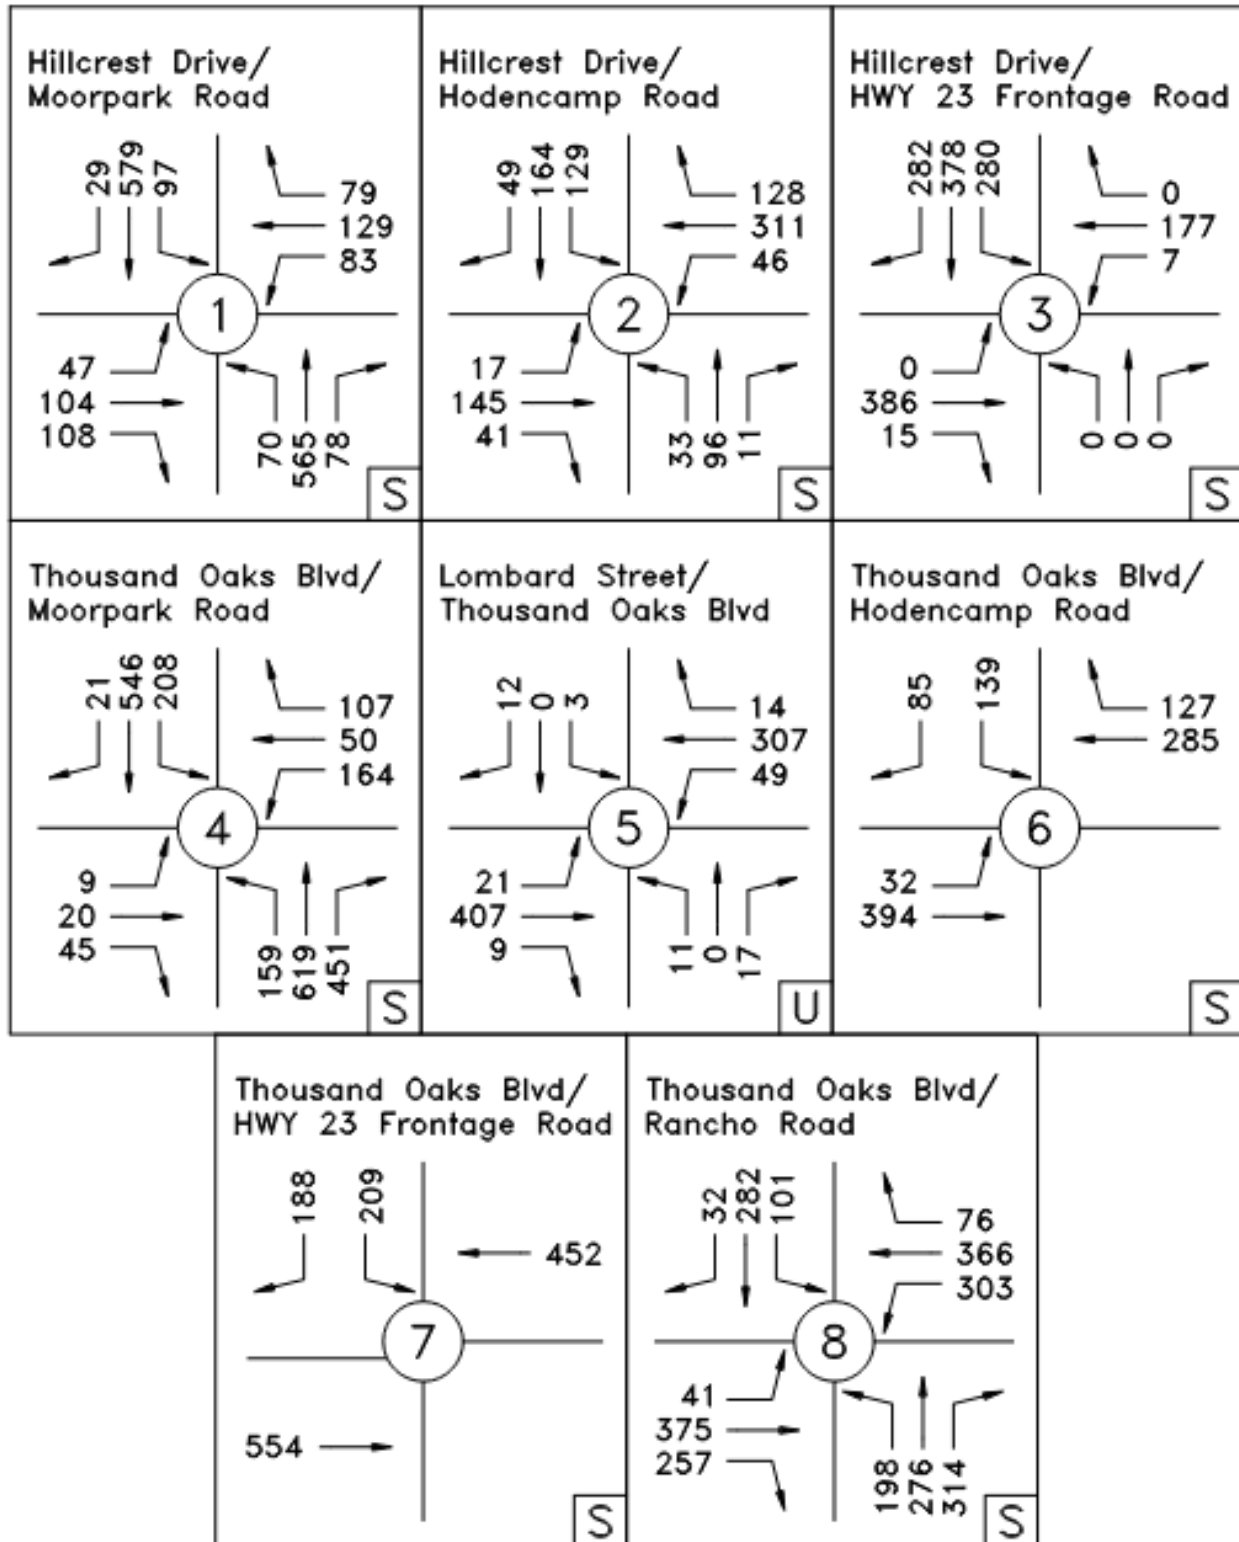 Hillcrest Drive/
Moorpark Road
29 579 97
79
129
83
1
47
104
108
70 565 78
S
Hillcrest Drive/
Hodencamp Road
49 164 129
128
311
46
2
17
145
41
33 96 11
S
Hillcrest Drive/
HWY 23 Frontage Road
282 378 280
0
177
7
3
0
386
15
0 0 0
S
Thousand Oaks Blvd/
Moorpark Road
21 546 208
107
50
164
4
9
20
45
159 619 451
S
Lombard Street/
Thousand Oaks Blvd
12 0 3
14
307
49
5
21
407
9
11 0 17
U
Thousand Oaks Blvd/
Hodencamp Road
85 139
127
285
6
32
394
S
Thousand Oaks Blvd/
HWY 23 Frontage Road
188 209
452
7
554
S
Thousand Oaks Blvd/
Rancho Road
32 282 101
76
366
303
8
41
375
257
198 276 314
S